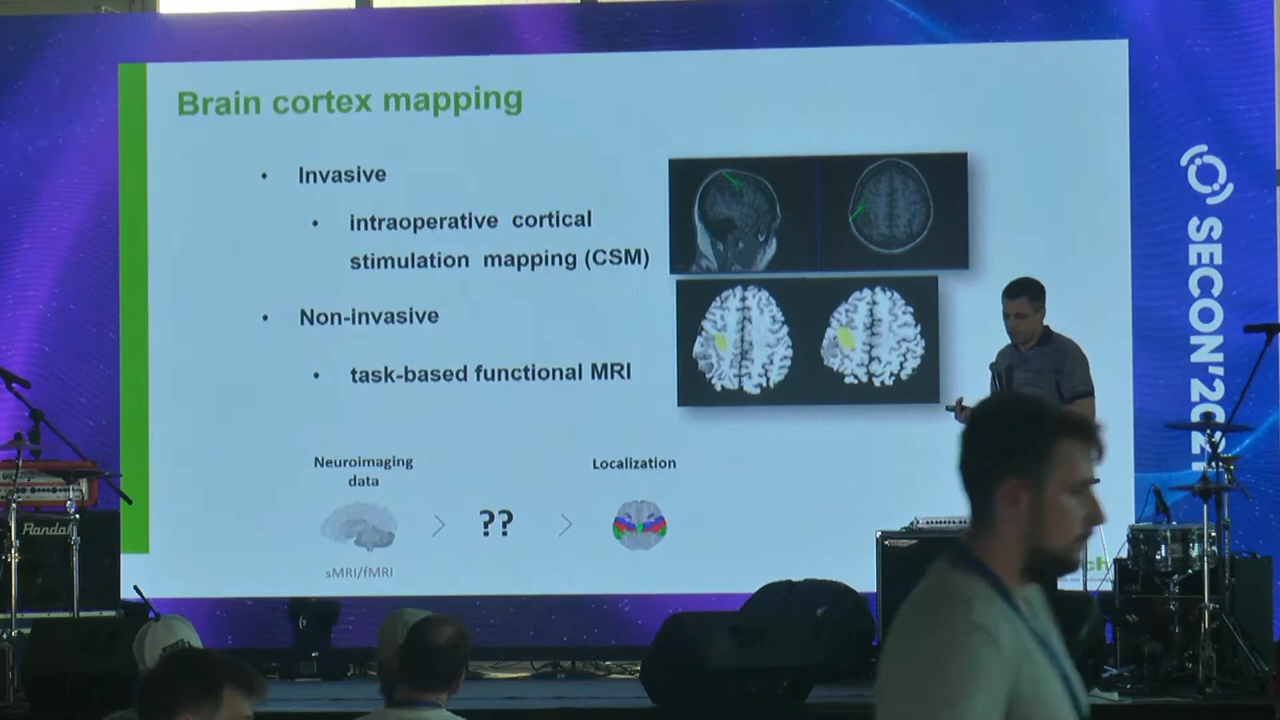 Brain cortex mapping
• Invasive
• intraoperative cortical
stimulation mapping (CSM)
• Non-invasive
• task-based functional MRI
Neuroimaging
data
Localization
> ?? >
sMRI/fMRI
SECON'2021
Randall